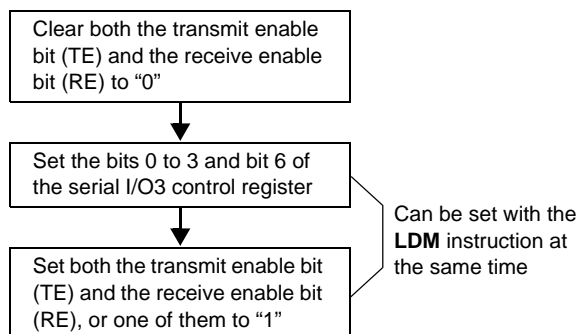 Clear both the transmit enable
bit (TE) and the receive enable
bit (RE) to “0”
Set the bits 0 to 3 and bit 6 of
the serial I/O3 control register
Can be set with the
LDM instruction at
the same time
Set both the transmit enable bit
(TE) and the receive enable bit
(RE), or one of them to “1”